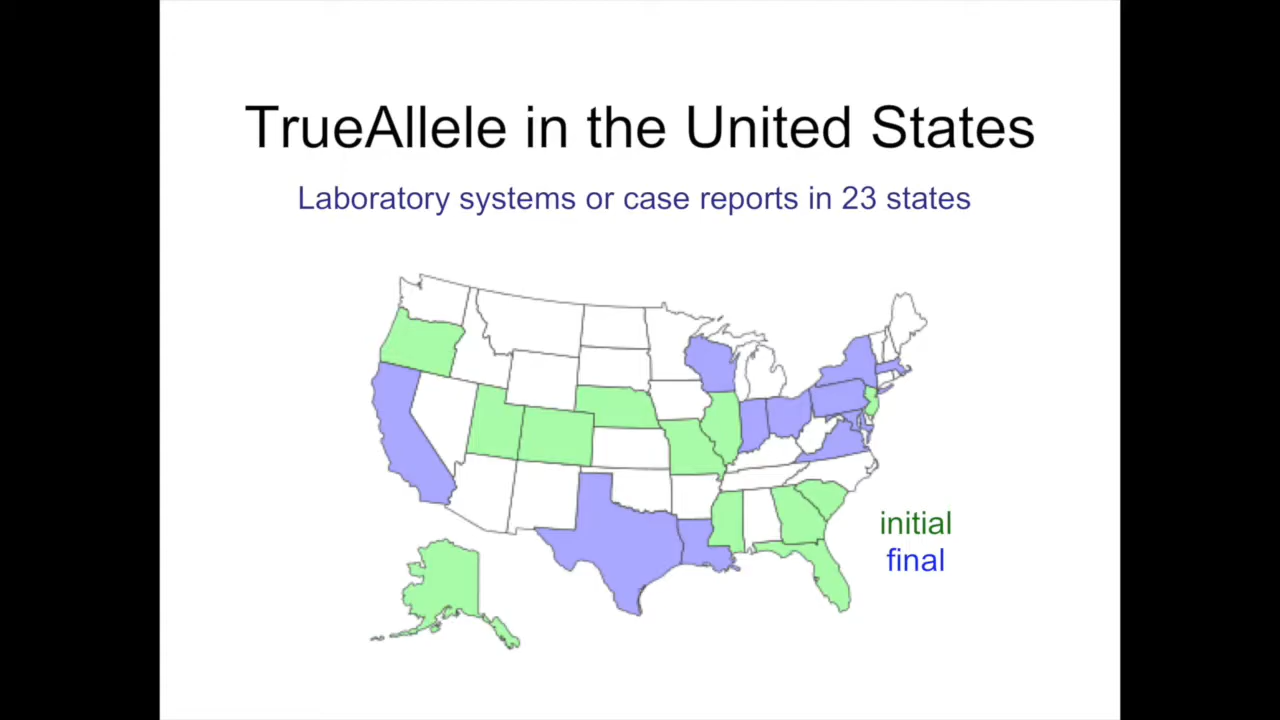 TrueAllele in the United States
Laboratory systems or case reports in 23 states
initial
final